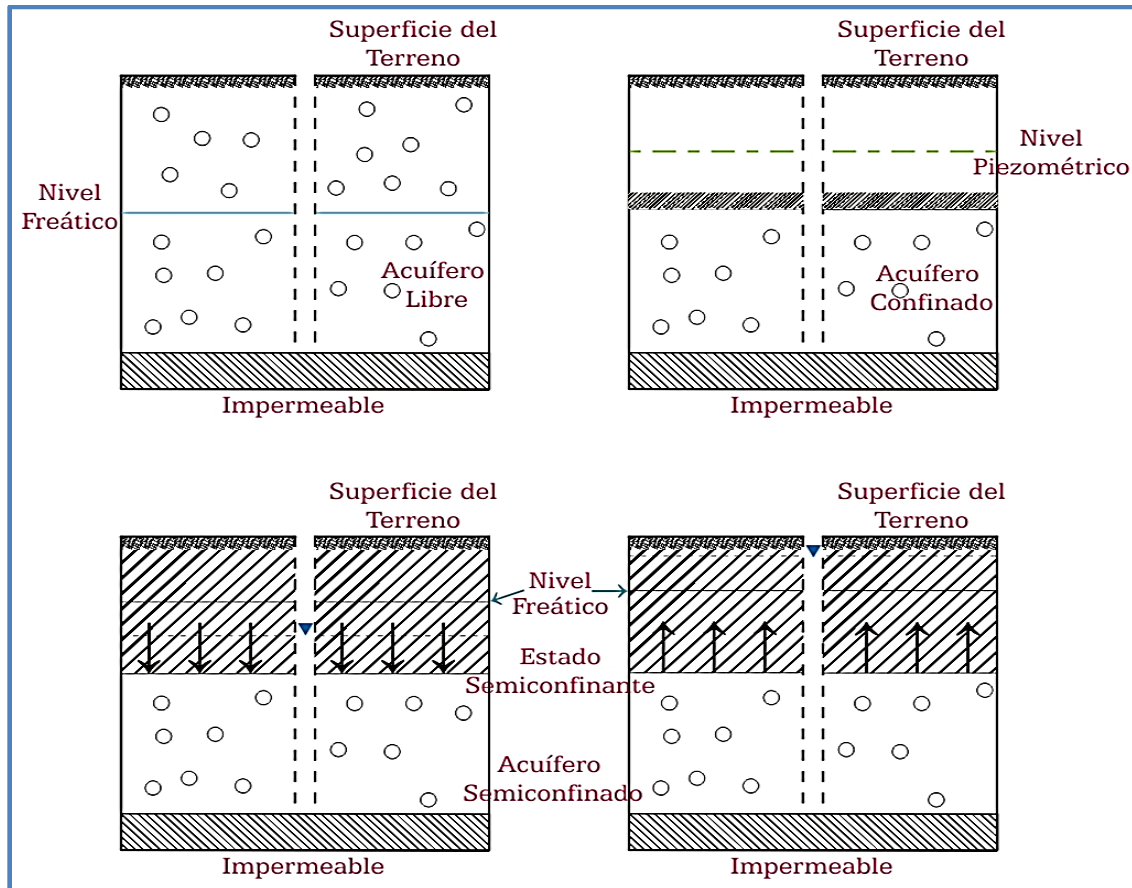 Superficie del
Terreno
Nivel
Freático
Acuífero
Libre
Impermeable
Superficie del
Terreno
Nivel
Piezométrico
Acuífero
Confinado
Impermeable
Superficie del
Terreno
Nivel
Freático
Estado
Semiconfinante
Acuífero
Semiconfinado
Impermeable
Superficie del
Terreno
Impermeable